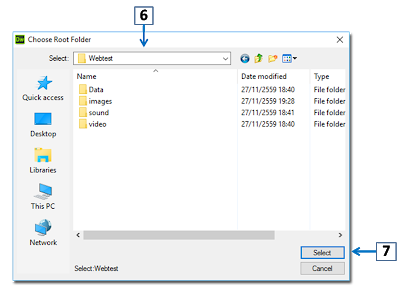 6
Dw Choose Root Folder
Select: Webtest
Name Date modified Type
Data 27/11/2559 18:40 File folder
images 27/11/2559 19:28 File folder
sound 27/11/2559 18:41 File folder
video 27/11/2559 18:40 File folder
Quick access
Desktop
Libraries
This PC
Network
Select 7
Select:Webtest Cancel